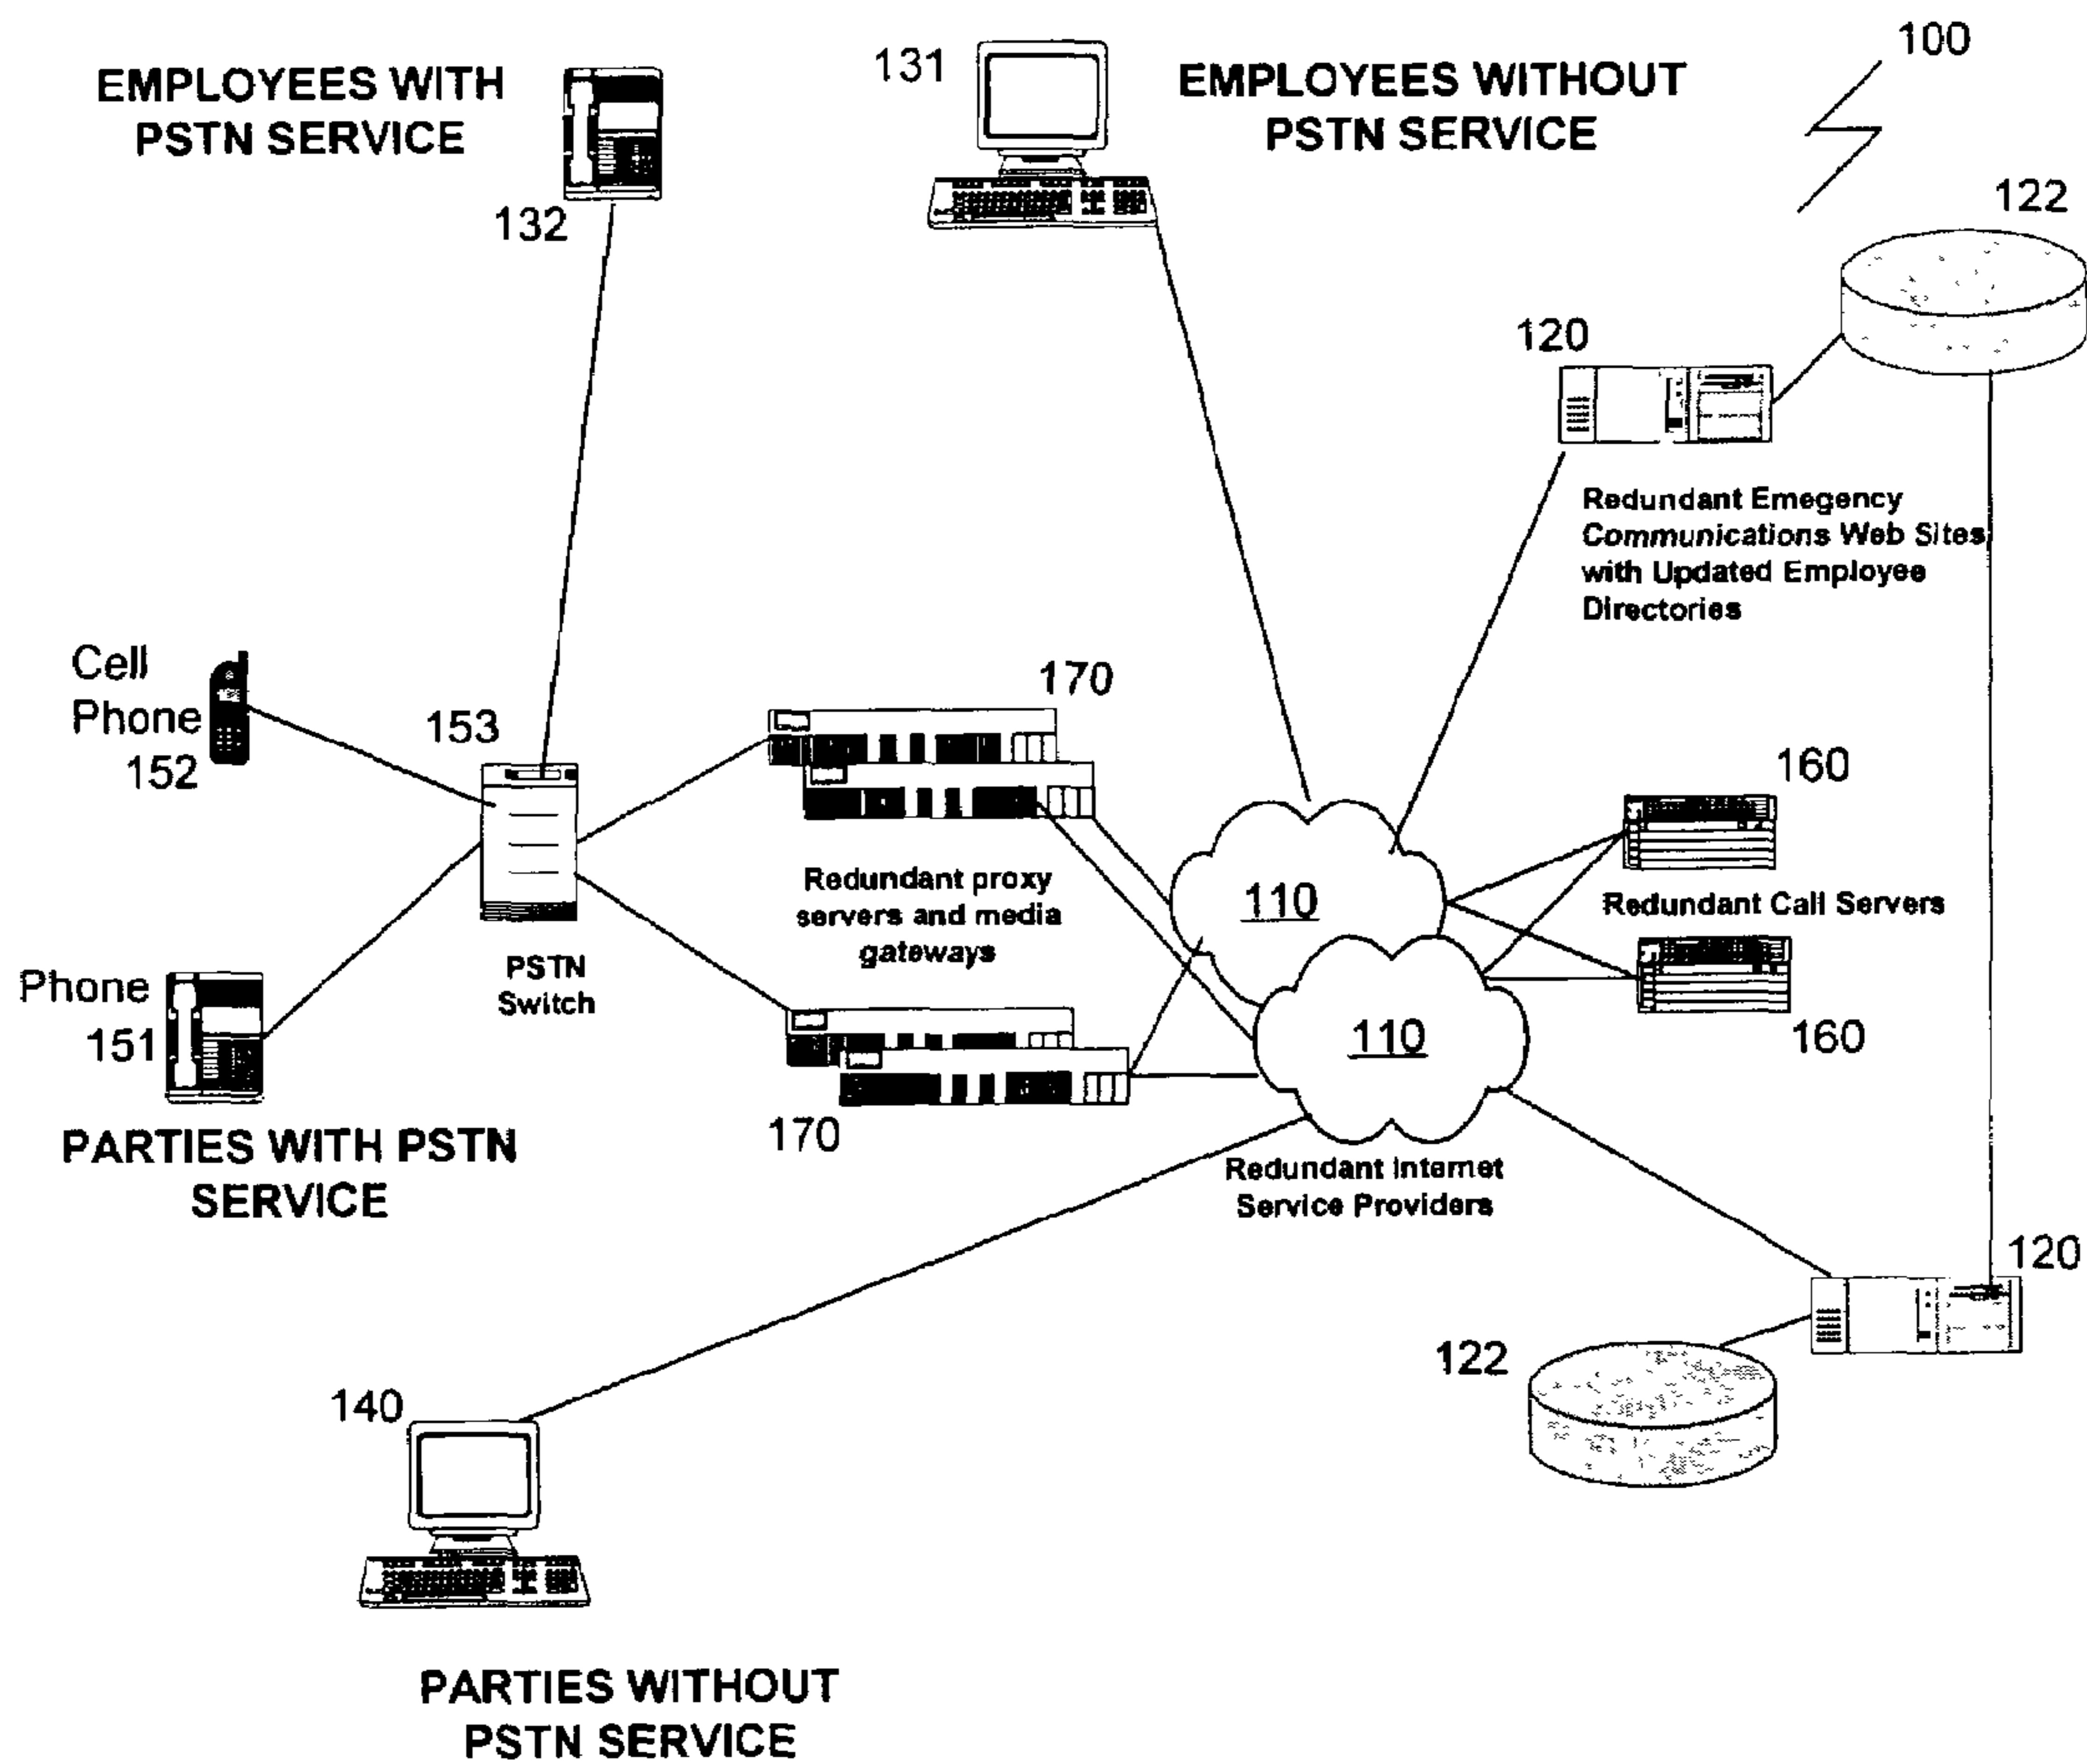 100
EMPLOYEES WITH
PSTN SERVICE
132
131
EMPLOYEES WITHOUT
PSTN SERVICE
122
120
Redundant Emegency
Communications Web Sites
with Updated Employee
Directories
Cell
Phone
152
153
PSTN
Switch
170
Redundant proxy
servers and media
gateways
170
110
110
Redundant Internet
Service Providers
160
Redundant Call Servers
160
Phone
151
PARTIES WITH PSTN
SERVICE
120
122
140
PARTIES WITHOUT
PSTN SERVICE